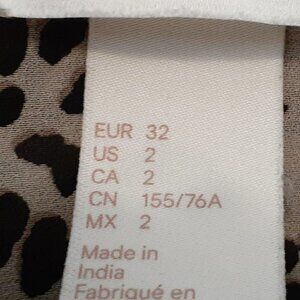 EUR 32
US 2
CA 2
CN 155/76A
MX 2
Made in
India
Fabriqué en